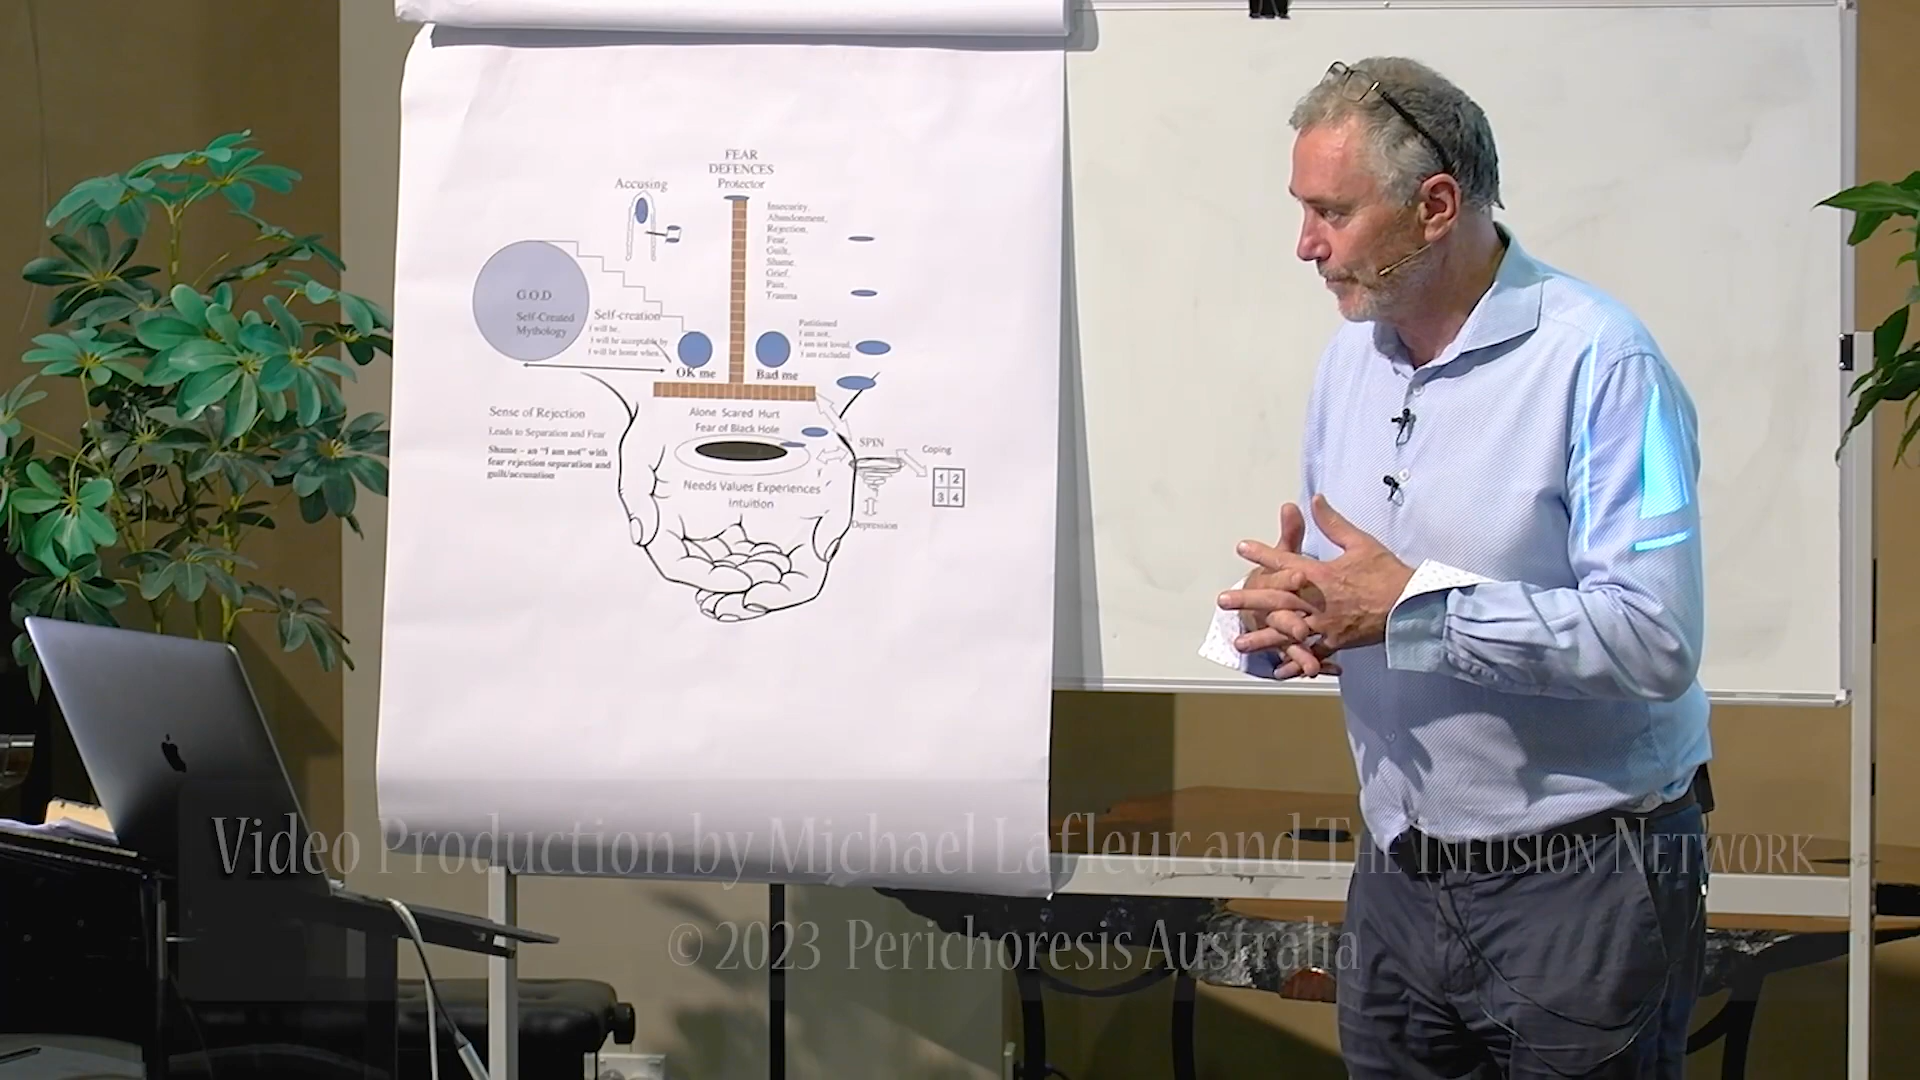 FEAR
DEFENCES
Protector
Accusing
Insecurity,
Abandonment,
Rejection,
Fear,
Guilt,
Shame
Grief,
Pain,
Trauma
G.O.D
Self-Created
Mythology
Self-creation
I will be,
I will be acceptable by
I will be home when,
Partitioned
I am not,
I am not loved,
I am excluded
OK me
Bad me
Sense of Rejection
Leads to Separation and Fear
Shame - an "I am not" with
fear rejection separation and
guilt/accusation
Alone Scared Hurt
Fear of Black Hole
SPIN
Coping
1 2
3 4
Needs Values Experiences
Intuition
Depression
Video Production by Michael Lafleur and The Infusion Network
©2023 Perichoresis Australia